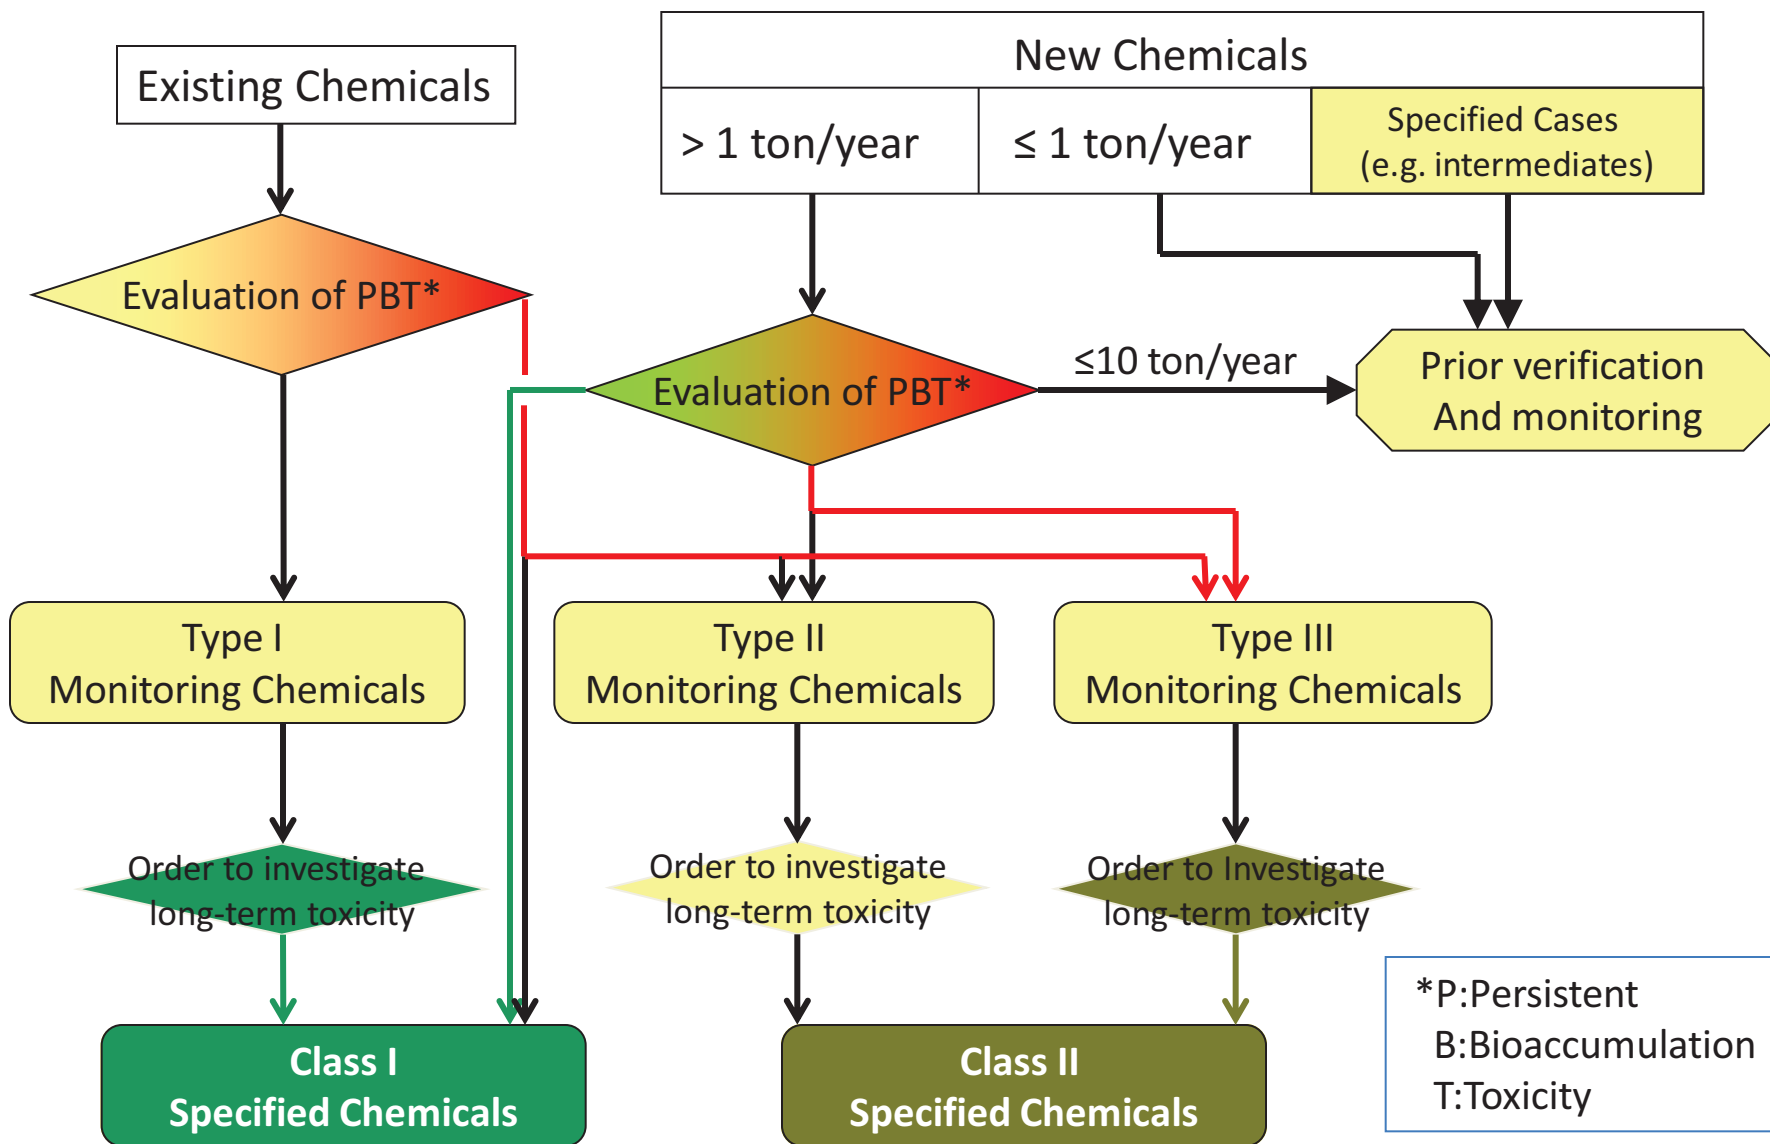 Existing Chemicals
New Chemicals
> 1 ton/year
≤ 1 ton/year
Specified Cases
(e.g. intermediates)
Evaluation of PBT*
Evaluation of PBT*
≤10 ton/year
Prior verification
And monitoring
Type I
Monitoring Chemicals
Type II
Monitoring Chemicals
Type III
Monitoring Chemicals
Order to investigate
long-term toxicity
Order to investigate
long-term toxicity
Order to Investigate
long-term toxicity
Class I
Specified Chemicals
Class II
Specified Chemicals
*P:Persistent
B:Bioaccumulation
T:Toxicity